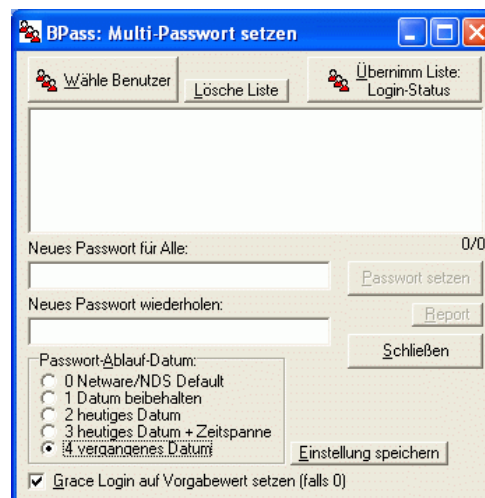 BPass: Multi-Passwort setzen
Wähle Benutzer
Lösche Liste
Übernimm Liste:
Login-Status
0/0
Neues Passwort für Alle:
Passwort setzen
Neues Passwort wiederholen:
Report
Schließen
Passwort-Ablauf-Datum:
0 Netware/NDS Default
1 Datum beibehalten
2 heutiges Datum
3 heutiges Datum + Zeitspanne
4 vergangenes Datum
Einstellung speichern
Grace Login auf Vorgabewert setzen (falls 0)